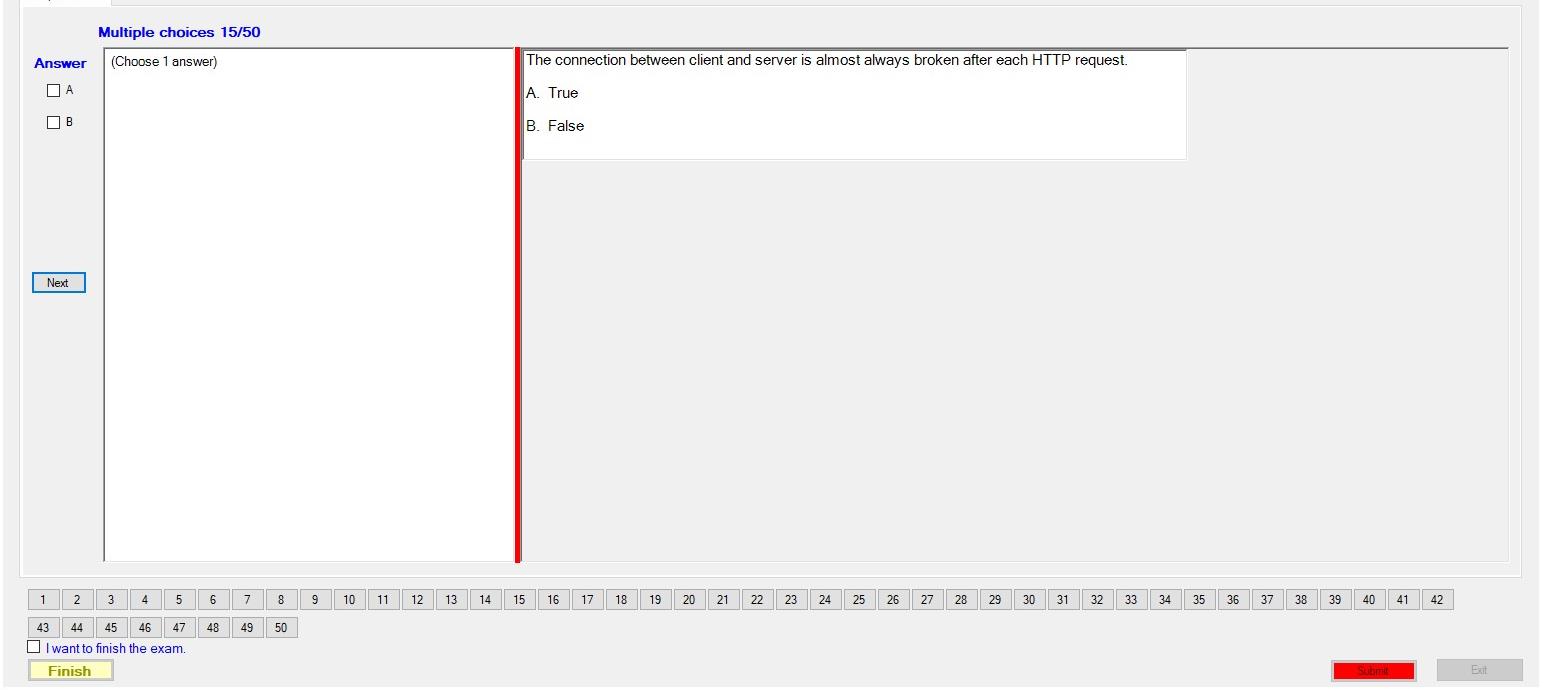 Multiple choices 15/50
Answer
A
B
Next
(Choose 1 answer)
The connection between client and server is almost always broken after each HTTP request.
A. True
B. False
1 2 3 4 5 6 7 8 9 10 11 12 13 14 15 16 17 18 19 20 21 22 23 24 25 26 27 28 29 30 31 32 33 34 35 36 37 38 39 40 41 42
43 44 45 46 47 48 49 50
I want to finish the exam.
Finish
Submit
Exit